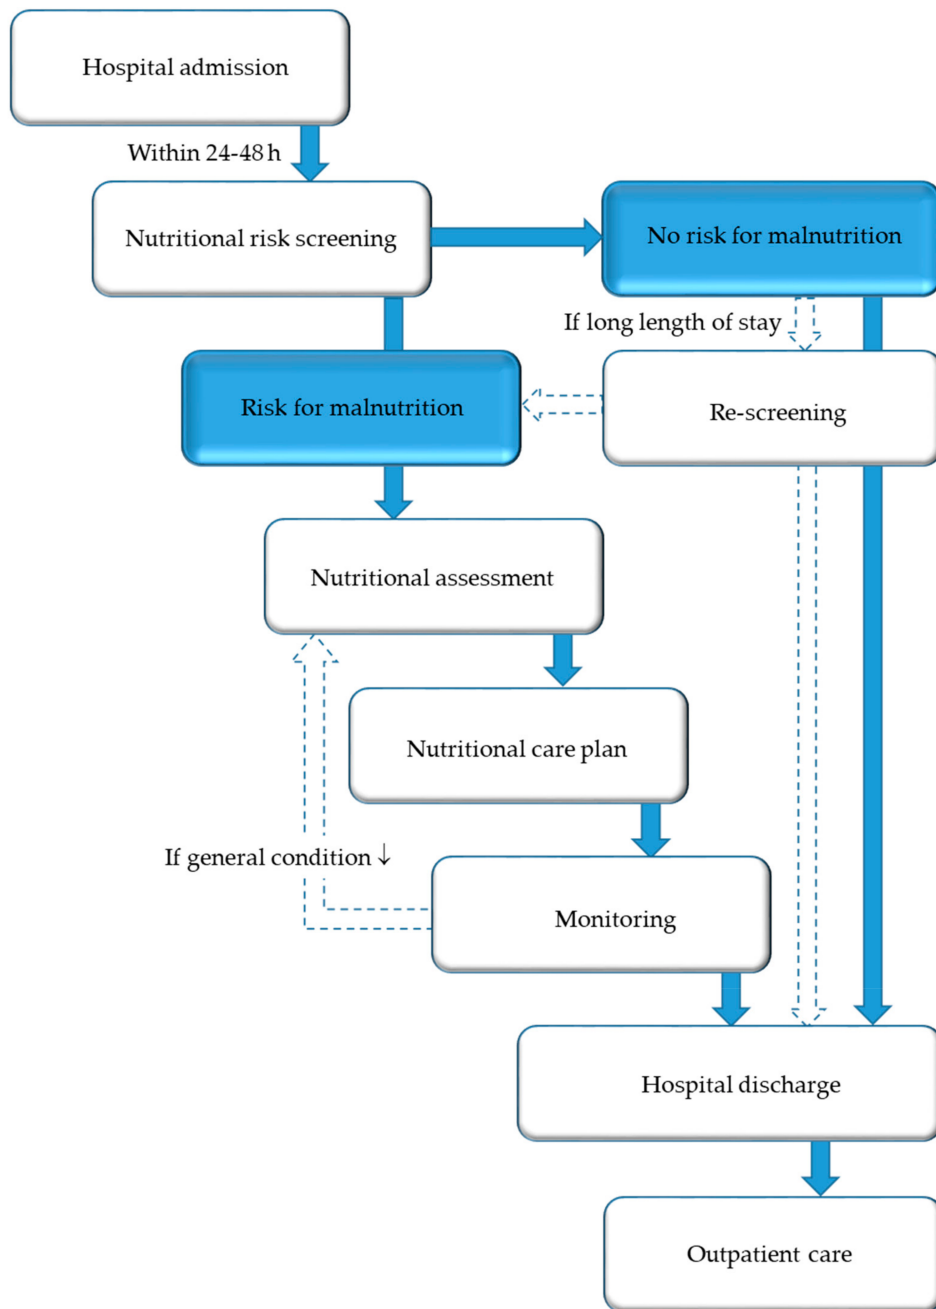 Hospital admission
Within 24-48 h
Nutritional risk screening
No risk for malnutrition
If long length of stay
Risk for malnutrition
Re-screening
Nutritional assessment
Nutritional care plan
If general condition ↓
Monitoring
Hospital discharge
Outpatient care